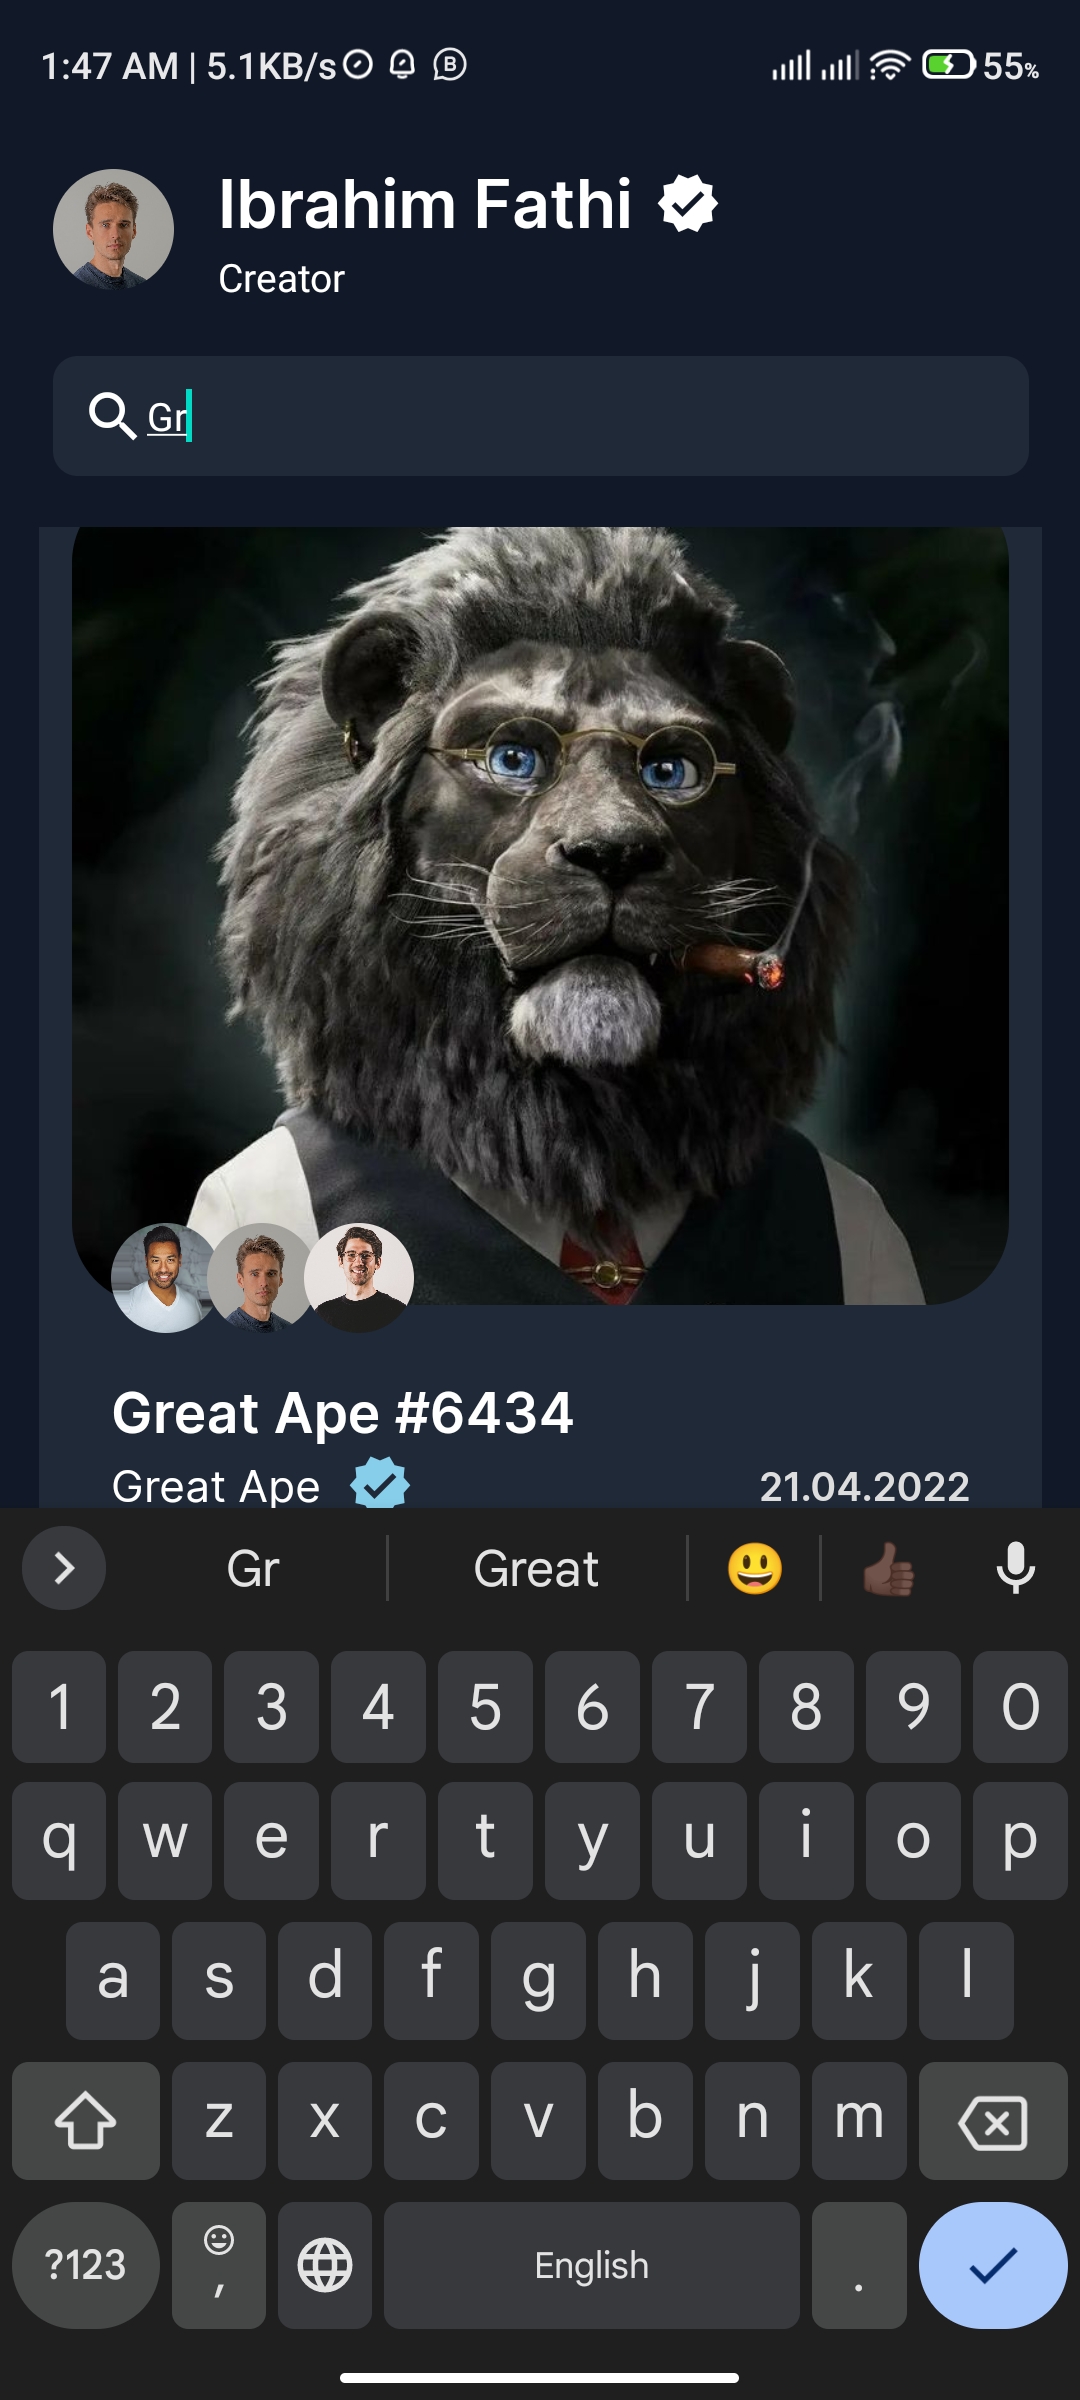 1:47 AM | 5.1KB/s B 55%
Ibrahim Fathi
Creator
Gr
Great Ape #6434
Great Ape 21.04.2022
Gr Great
1 2 3 4 5 6 7 8 9 0
q w e r t y u i o p
a s d f g h j k l
z x c v b n m
?123 , English .